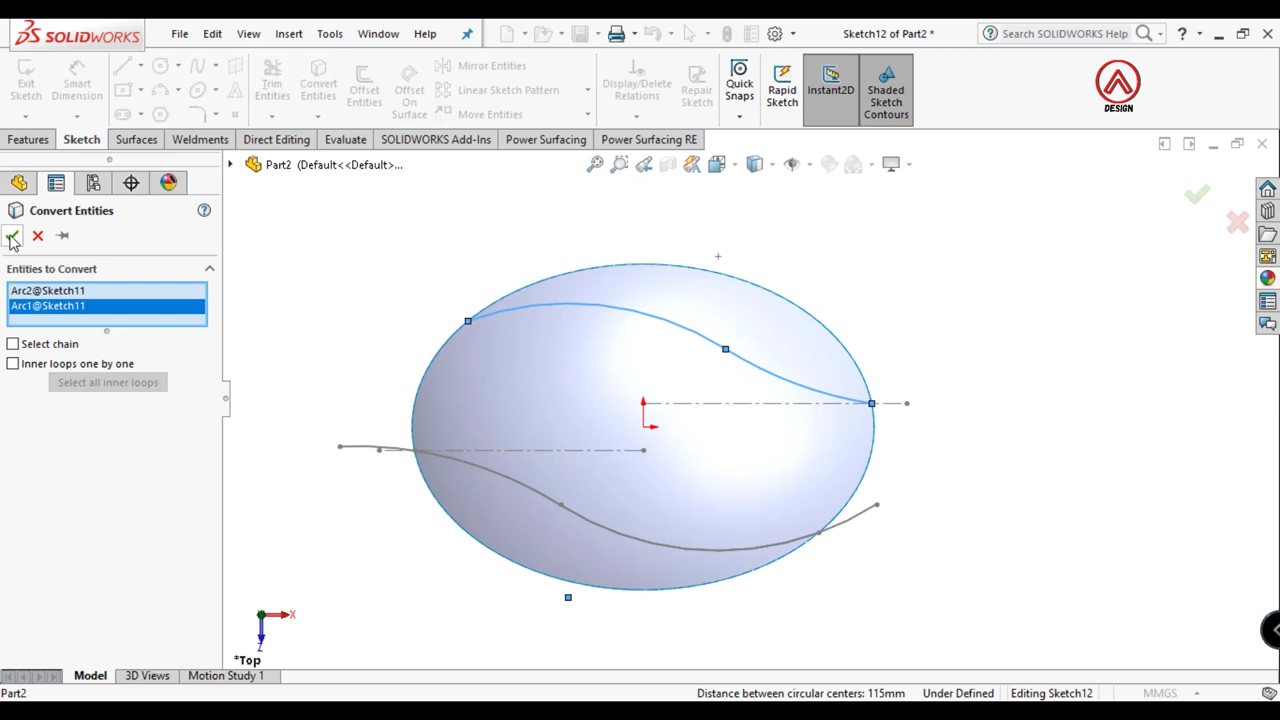 SOLIDWORKS File Edit View Insert Tools Window Help Sketch12 of Part2 * Search SOLIDWORKS Help ?
Exit Sketch
Smart Dimension
Trim Entities
Convert Entities
Offset Entities
Offset On Surface
Mirror Entities
Linear Sketch Pattern
Move Entities
Display/Delete Relations
Repair Sketch
Quick Snaps
Rapid Sketch
Instant2D
Shaded Sketch Contours
DESIGN
Features Sketch Surfaces Weldments Direct Editing Evaluate SOLIDWORKS Add-Ins Power Surfacing Power Surfacing RE
Part2 (Default<<Default>...
Convert Entities
Entities to Convert
Arc2@Sketch11
Arc1@Sketch11
Select chain
Inner loops one by one
Select all inner loops
X
Z
*Top
Model 3D Views Motion Study 1
Part2 Distance between circular centers: 115mm Under Defined Editing Sketch12 MMGS